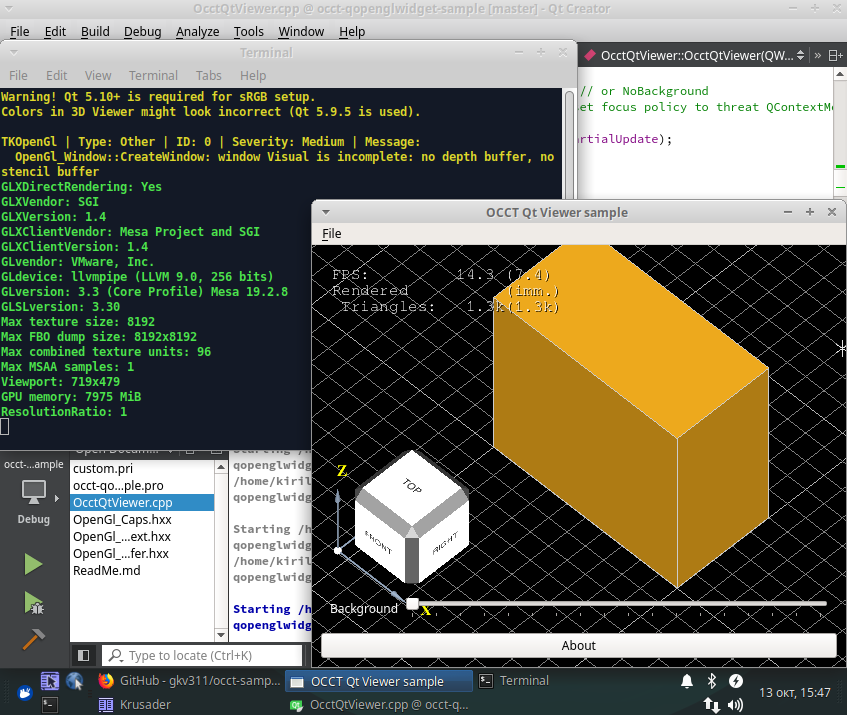 OcctQtViewer.cpp @ occt-qopenglwidget-sample [master] - Qt Creator
File Edit Build Debug Analyze Tools Window Help
Terminal
File Edit View Terminal Tabs Help
Warning! Qt 5.10+ is required for sRGB setup.
Colors in 3D Viewer might look incorrect (Qt 5.9.5 is used).
TKOpenGl | Type: Other | ID: 0 | Severity: Medium | Message:
OpenGl_Window::CreateWindow: window Visual is incomplete: no depth buffer, no
stencil buffer
GLXDirectRendering: Yes
GLXVendor: SGI
GLXVersion: 1.4
GLXClientVendor: Mesa Project and SGI
GLXClientVersion: 1.4
GLvendor: VMware, Inc.
GLdevice: llvmpipe (LLVM 9.0, 256 bits)
GLversion: 3.3 (Core Profile) Mesa 19.2.8
GLSLversion: 3.30
Max texture size: 8192
Max FBO dump size: 8192x8192
Max combined texture units: 96
Max MSAA samples: 1
Viewport: 719x479
GPU memory: 7975 MiB
ResolutionRatio: 1
OcctQtViewer::OcctQtViewer(QW... »
// or NoBackground
et focus policy to threat QContextMe
rtialUpdate);
OCCT Qt Viewer sample
File
FPS: 14.3 (7.4)
Rendered (imm.)
Triangles: 1.3k(1.3k)
Z
TOP
FRONT
RIGHT
X
Background
About
occt-...ample
Debug
custom.pri
occt-qo...ple.pro
OcctQtViewer.cpp
OpenGl_Caps.hxx
OpenGl_...ext.hxx
OpenGl_...fer.hxx
ReadMe.md
qopenglwidg
/home/kiril
qopenglwidg
Starting /h
qopenglwidg
/home/kiril
qopenglwidg
Starting /h
qopenglwidg
Type to locate (Ctrl+K)
GitHub - gkv311/occt-samp...
OCCT Qt Viewer sample
Terminal
Krusader
OcctQtViewer.cpp @ occt-q...
13 окт, 15:47